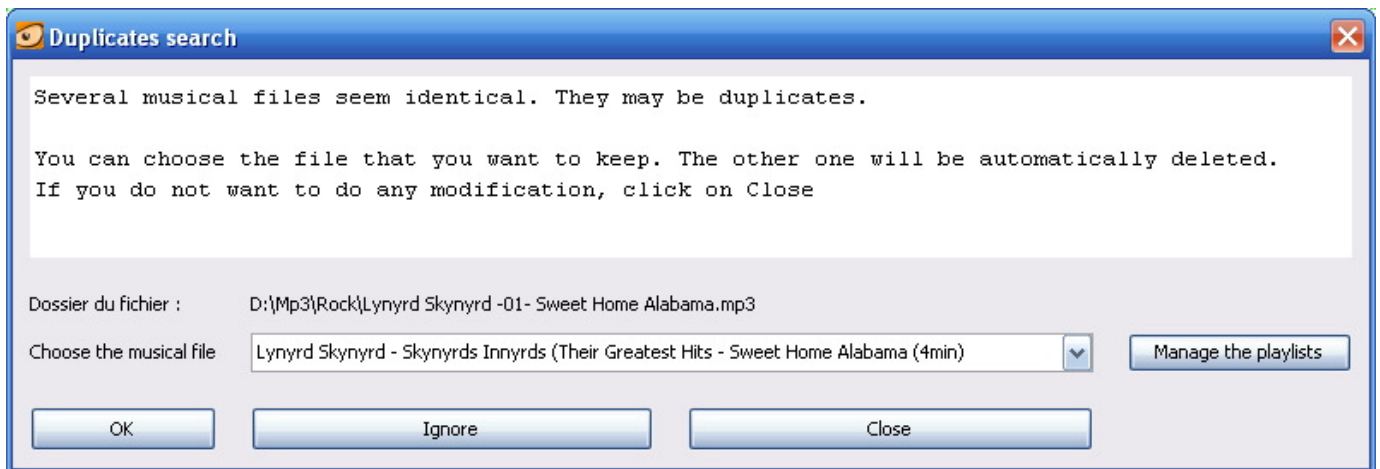 Duplicates search
Several musical files seem identical. They may be duplicates.
You can choose the file that you want to keep. The other one will be automatically deleted.
If you do not want to do any modification, click on Close
Dossier du fichier : D:\Mp3\Rock\Lynyrd Skynyrd -01- Sweet Home Alabama.mp3
Choose the musical file Lynyrd Skynyrd - Skynyrds Innyrds (Their Greatest Hits - Sweet Home Alabama (4min) Manage the playlists
OK Ignore Close